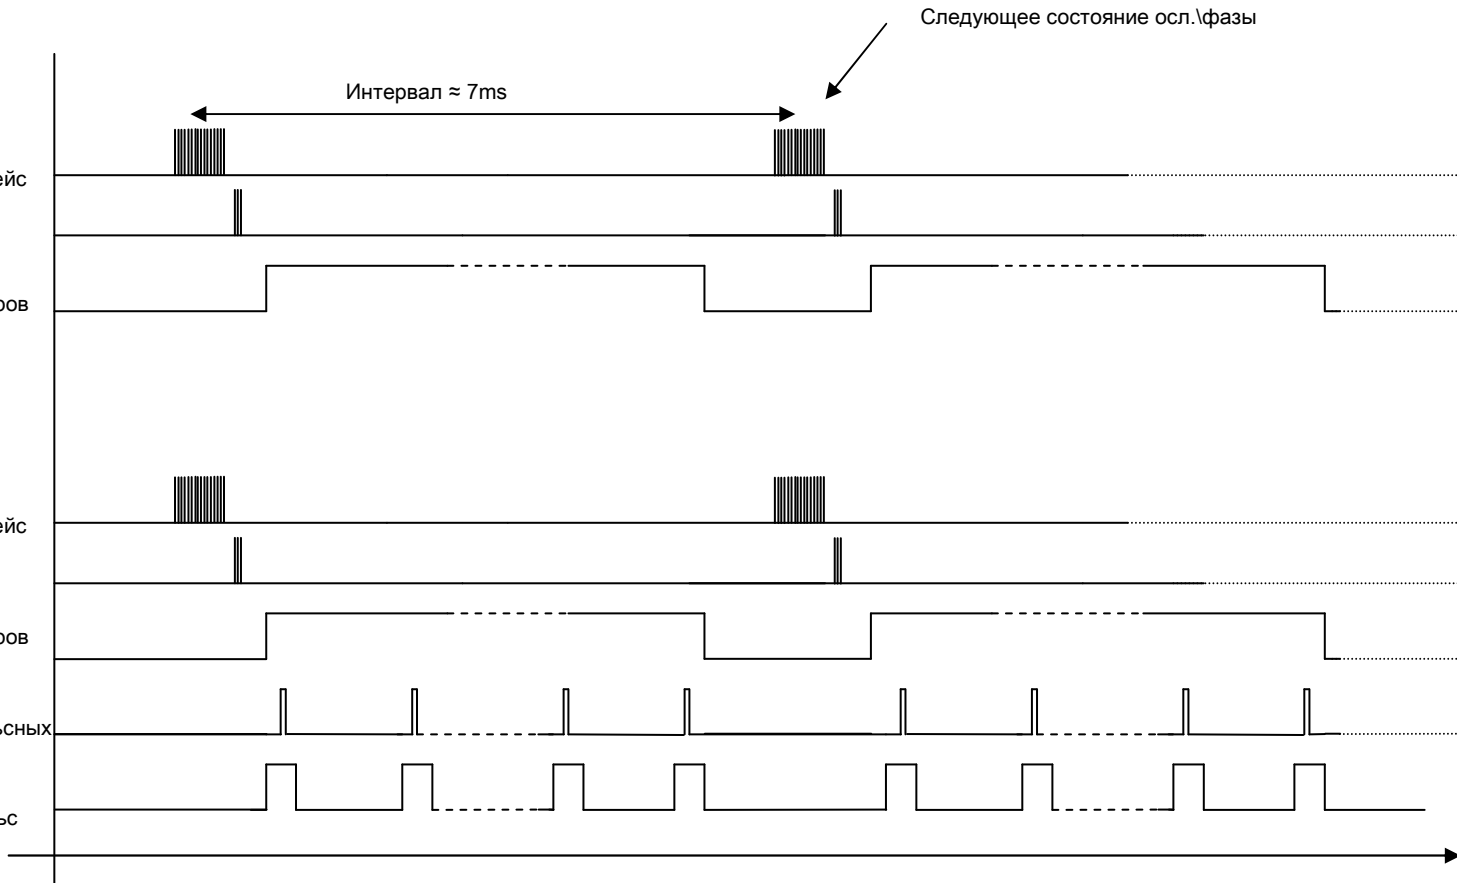 Следующее состояние осл.\фазы
Интервал ≈ 7ms
ейс
ров
ейс
ров
ьсных
ьс